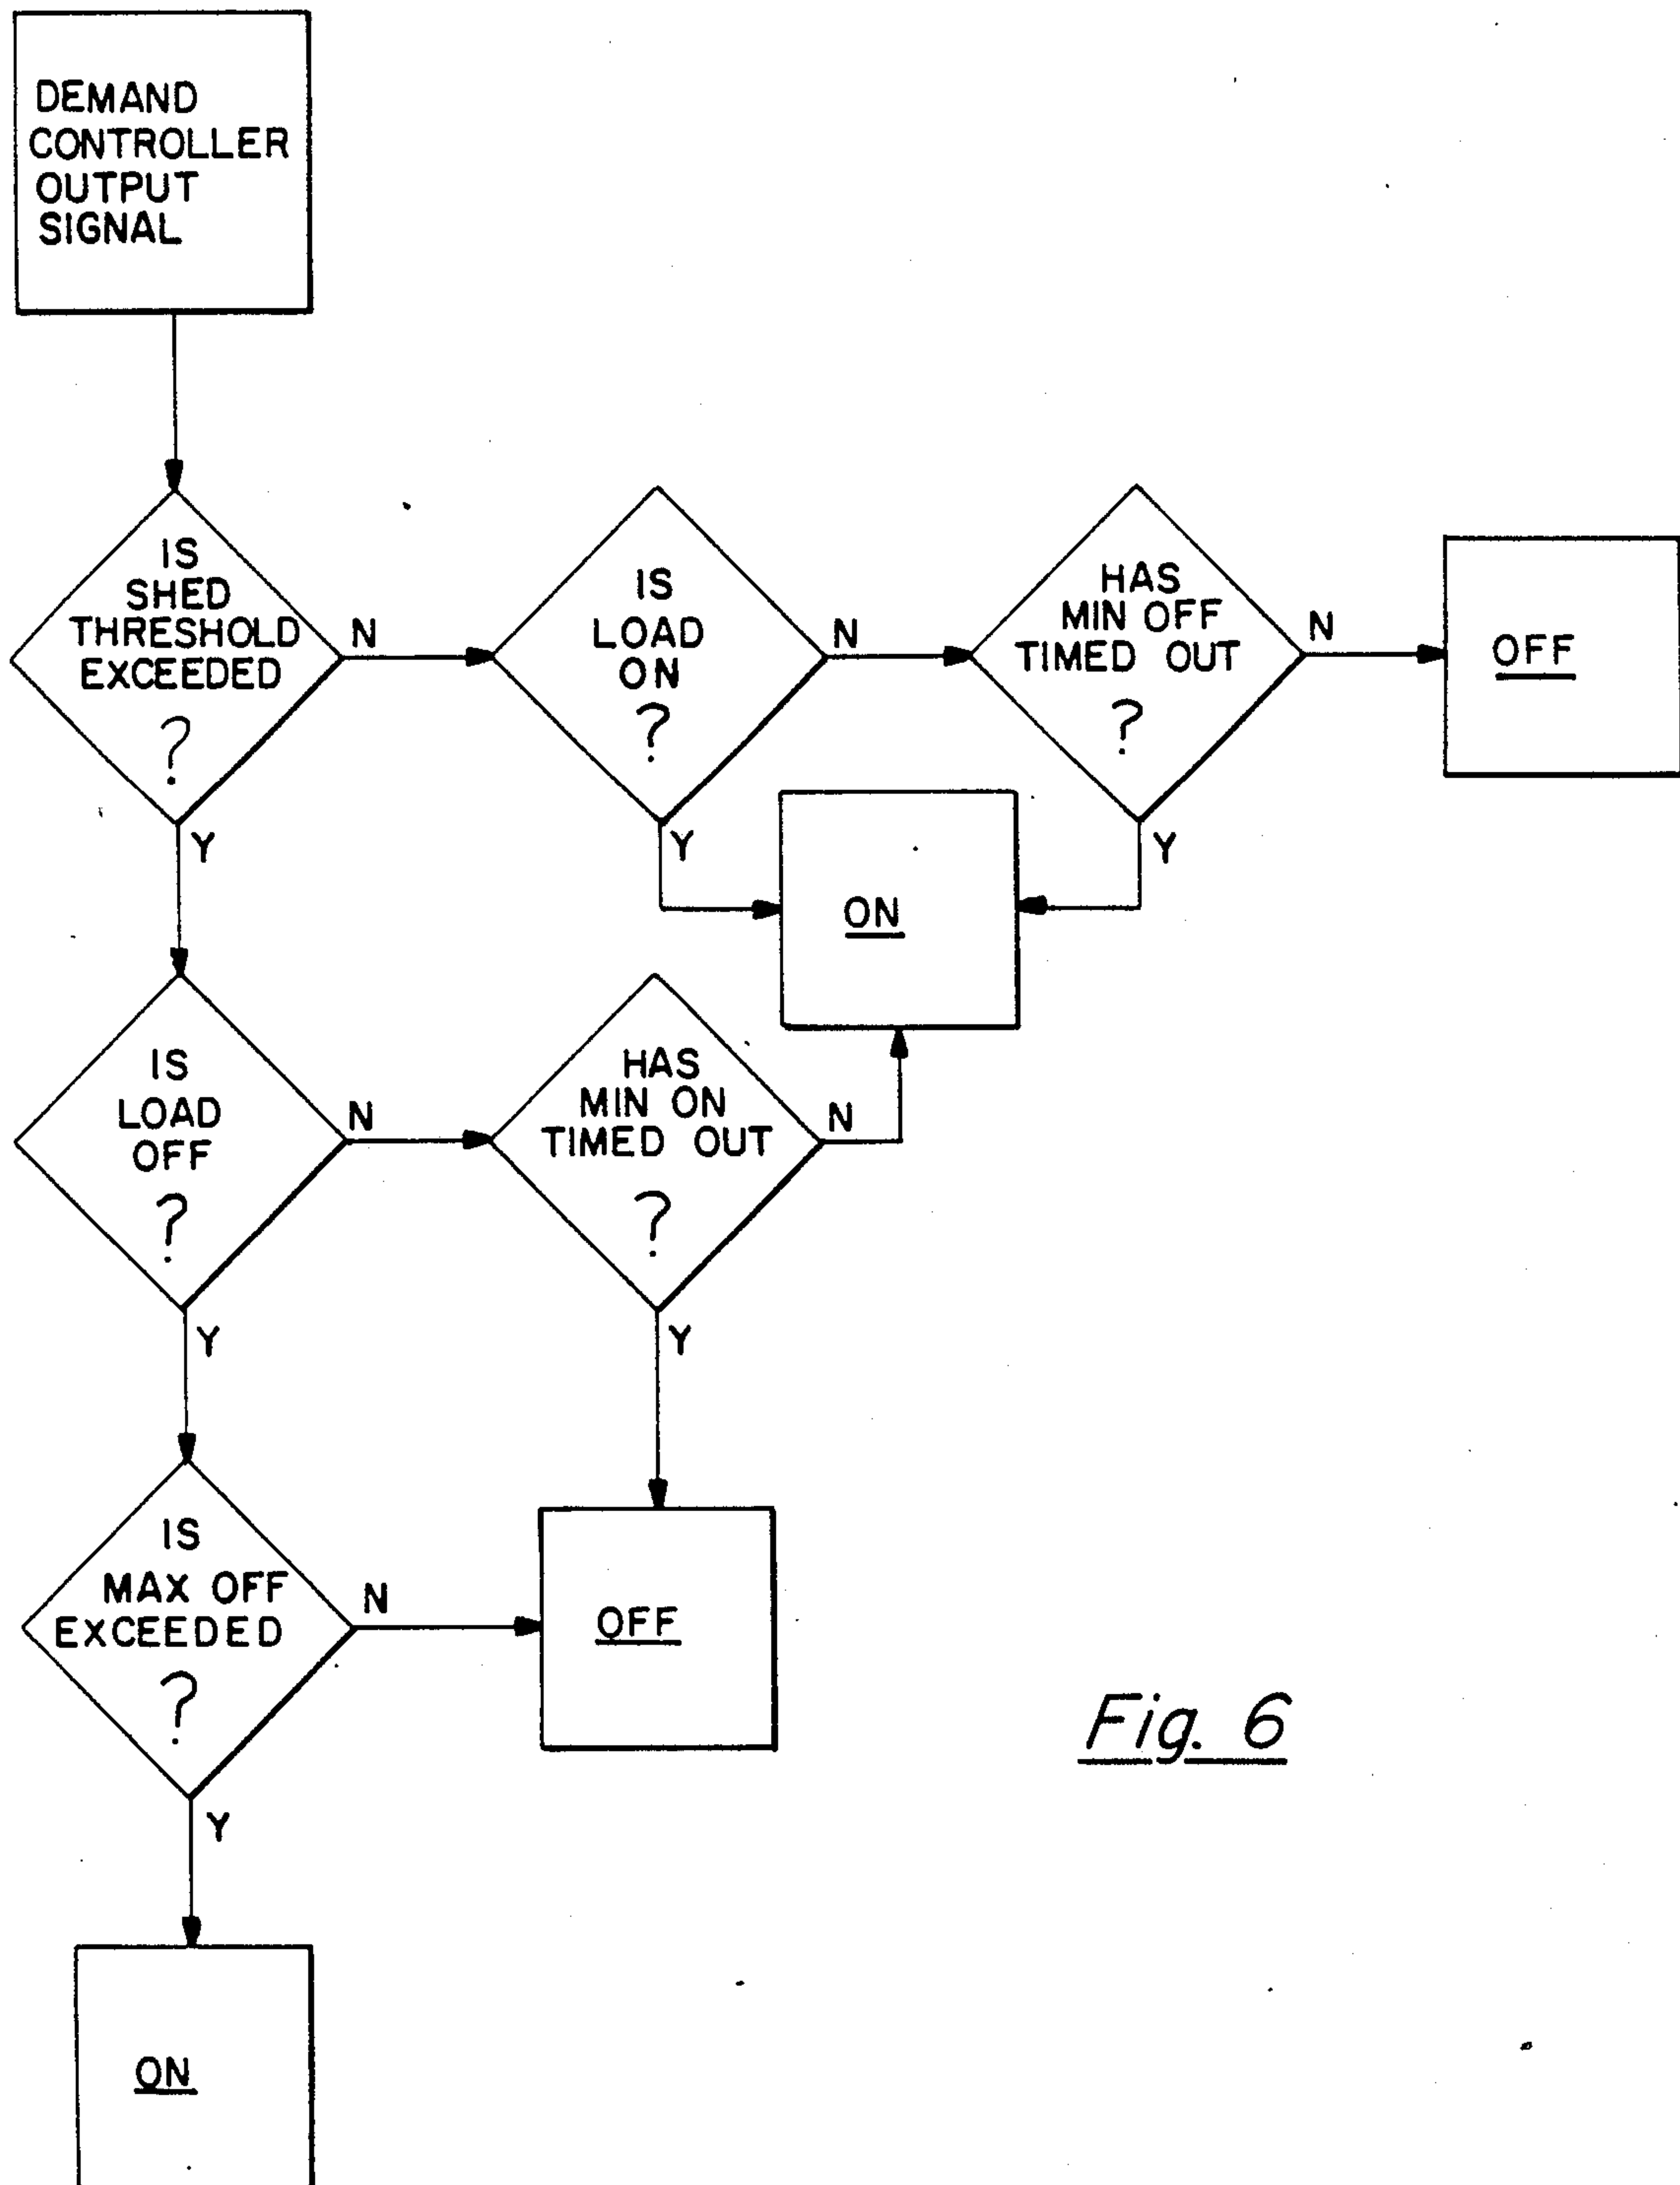 DEMAND
CONTROLLER
OUTPUT
SIGNAL
IS
SHED
THRESHOLD
EXCEEDED
?
N
Y
IS
LOAD
ON
?
N
Y
HAS
MIN OFF
TIMED OUT
?
N
Y
OFF
ON
IS
LOAD
OFF
?
N
Y
HAS
MIN ON
TIMED OUT
?
N
Y
IS
MAX OFF
EXCEEDED
?
N
Y
OFF
ON
Fig. 6